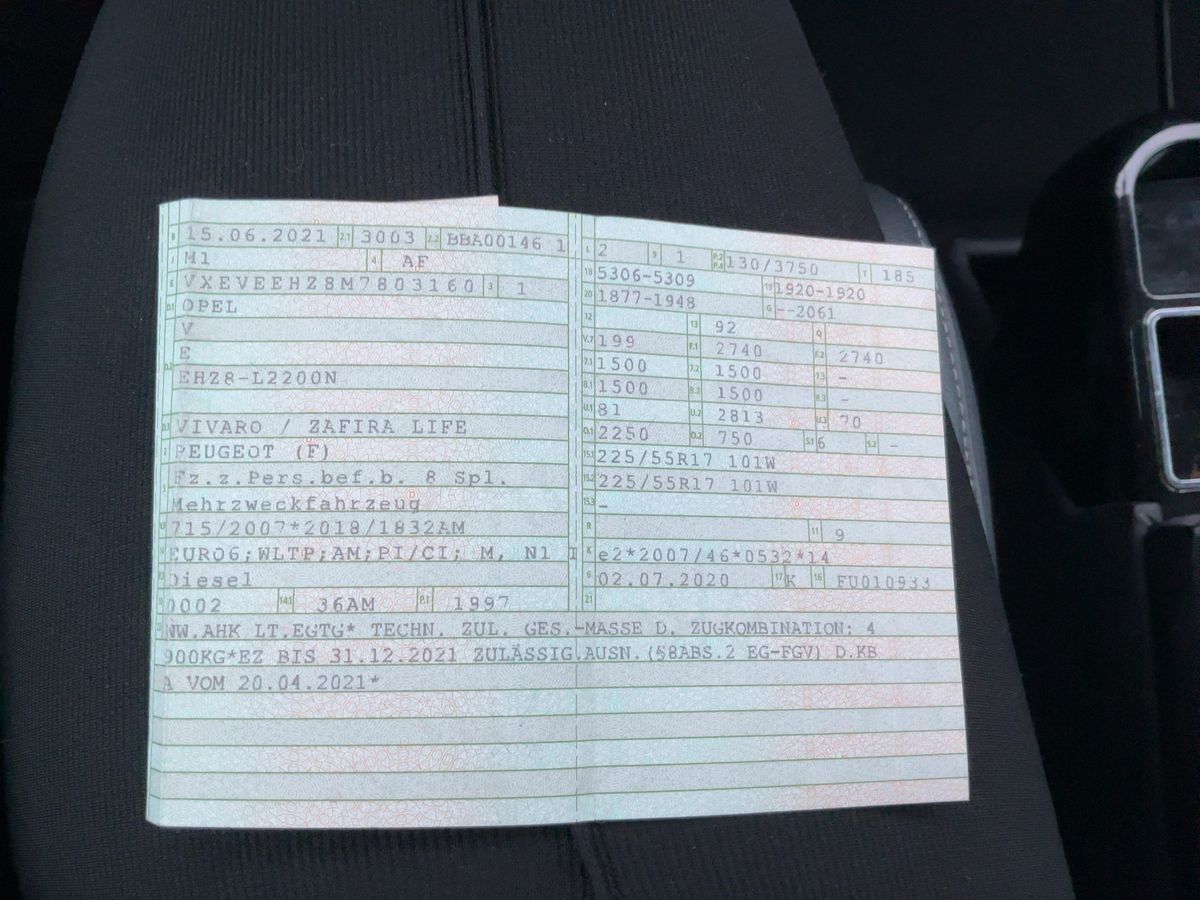 B 15.06.2021 2.1 3003 2.2 BBA00146 1
J M1 4 AF
E VXEVEEHZ8M7803160 3 1
D.1 OPEL
V
E
D.2 EHZ8-L2200N
D.3 VIVARO / ZAFIRA LIFE
2 PEUGEOT (F)
5 Fz.z.Pers.bef.b. 8 Spl.
Mehrzweckfahrzeug
715/2007*2018/1832AM
EURO6;WLTP;AM;PI/CI; M, N1 I
Diesel
0002 14.1 36AM P.1 1997
L 2 9 1 P.2 P.4 130/3750 T 185
18 5306-5309 19 1920-1920
20 1877-1948 G --2061
12 13 92 Q
V.7 199 F.1 2740 F.2 2740
7.1 1500 7.2 1500 7.3 -
8.1 1500 8.2 1500 8.3 -
U.1 81 U.2 2813 U.3 70
O.1 2250 O.2 750 S.1 6 S.2 -
15.1 225/55R17 101W
15.2 225/55R17 101W
15.3 -
R 11 9
K e2*2007/46*0532*14
6 02.07.2020 17 K 16 FU010933
21
NW.AHK LT.EGTG* TECHN. ZUL. GES.-MASSE D. ZUGKOMBINATION: 4
900KG*EZ BIS 31.12.2021 ZULÄSSIG.AUSN.(§8ABS.2 EG-FGV) D.KB
A VOM 20.04.2021*